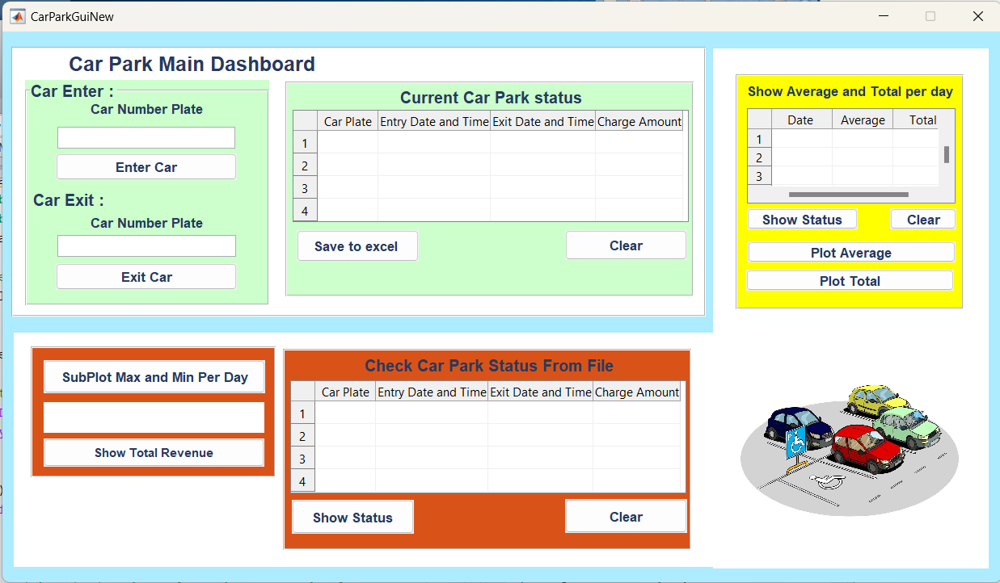 CarParkGuiNew
Car Park Main Dashboard
Car Enter :
Car Number Plate
Enter Car
Car Exit :
Car Number Plate
Exit Car
Current Car Park status
Car Plate Entry Date and Time Exit Date and Time Charge Amount
1
2
3
4
Save to excel Clear
Show Average and Total per day
Date Average Total
1
2
3
Show Status Clear
Plot Average
Plot Total
SubPlot Max and Min Per Day
Show Total Revenue
Check Car Park Status From File
Car Plate Entry Date and Time Exit Date and Time Charge Amount
1
2
3
4
Show Status Clear